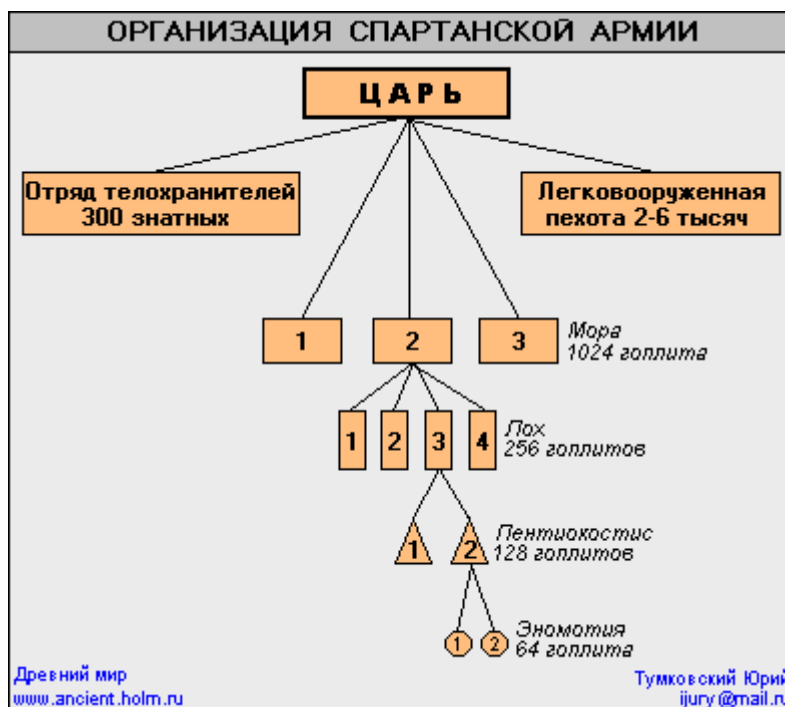 ОРГАНИЗАЦИЯ СПАРТАНСКОЙ АРМИИ
ЦАРЬ
Отряд телохранителей
300 знатных
Легковооруженная
пехота 2-6 тысяч
1
2
3
Мора
1024 гоплита
1
2
3
4
Лох
256 гоплитов
1
2
Пентиокостис
128 гоплитов
1
2
Эномотия
64 гоплита
Древний мир
www.ancient.holm.ru
Тумковский Юрий
ijury@mail.ru